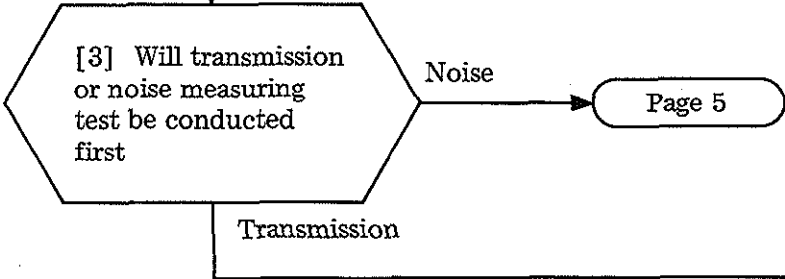 [3] Will transmission
or noise measuring
test be conducted
first
Noise
Page 5
Transmission